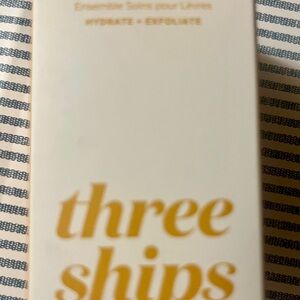 Ensemble Soins pour Lèvres
HYDRATE + EXFOLIATE
three
ships